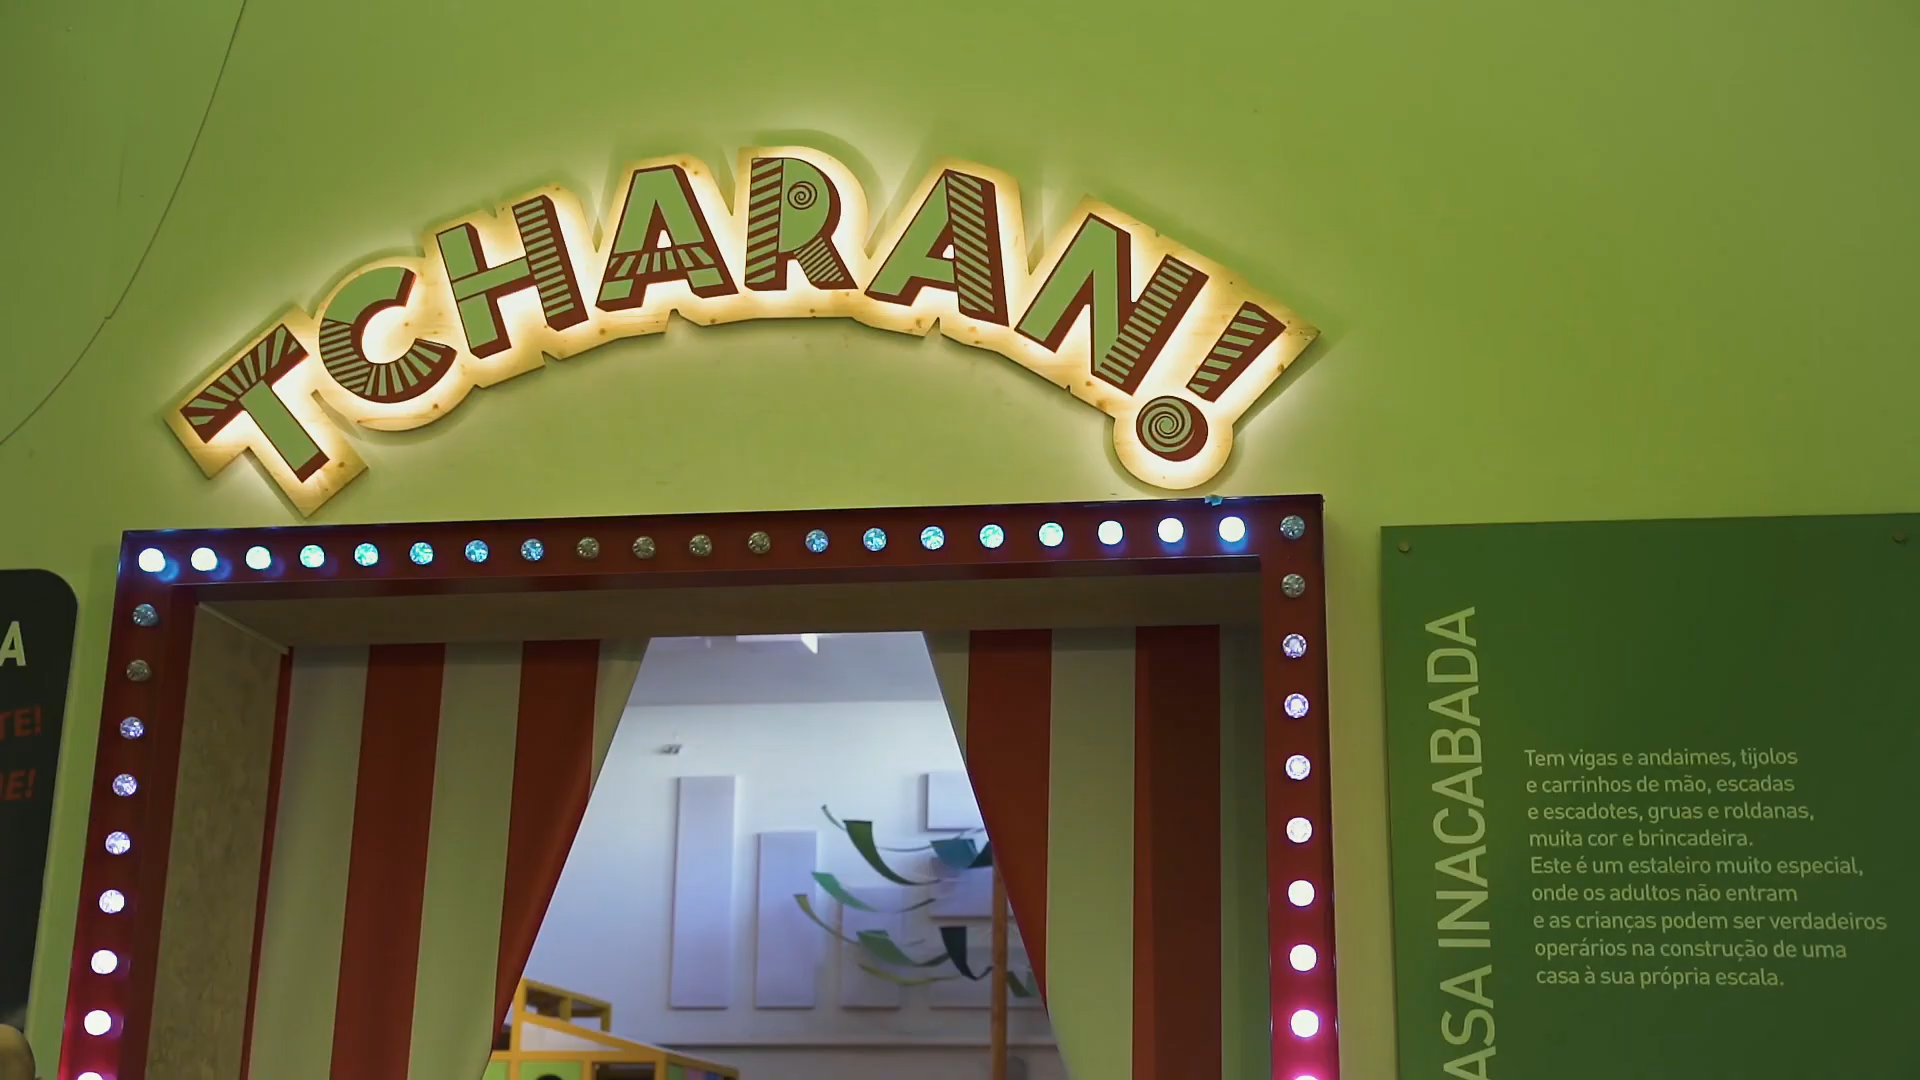 TCHARAN!
A
TE!
E!
ASA INACABADA
Tem vigas e andaimes, tijolos
e carrinhos de mão, escadas
e escadotes, gruas e roldanas,
muita cor e brincadeira.
Este é um estaleiro muito especial,
onde os adultos não entram
e as crianças podem ser verdadeiros
operários na construção de uma
casa à sua própria escala.